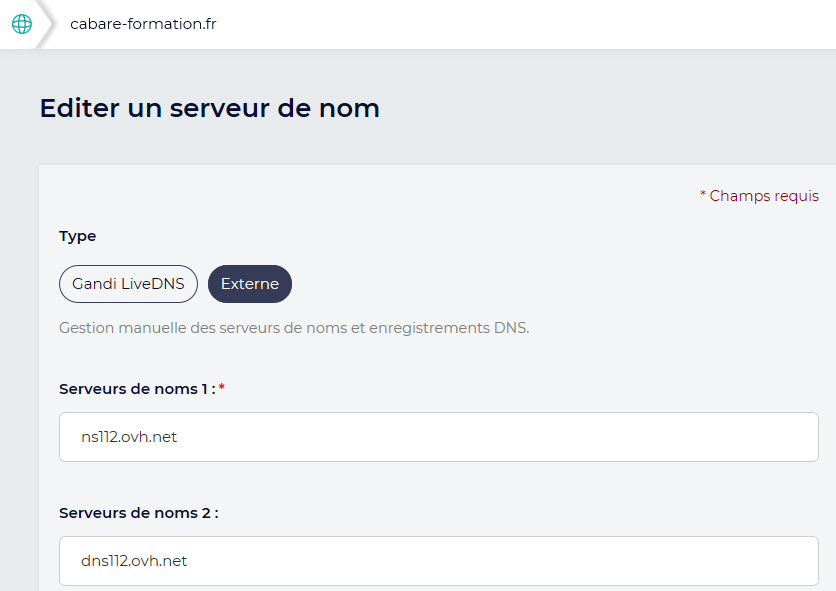 cabare-formation.fr
Editer un serveur de nom
* Champs requis
Type
Gandi LiveDNS Externe
Gestion manuelle des serveurs de noms et enregistrements DNS.
Serveurs de noms 1 : *
ns112.ovh.net
Serveurs de noms 2 :
dns112.ovh.net